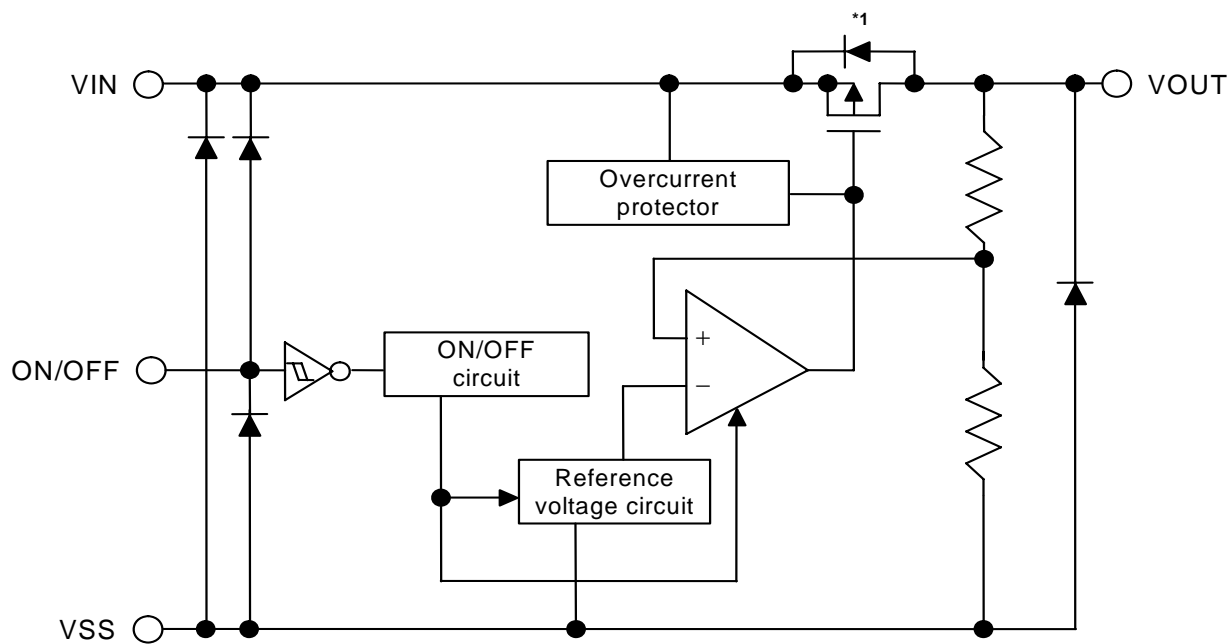 *1
VIN
VOUT
Overcurrent
protector
+
−
ON/OFF
ON/OFF
circuit
Reference
voltage circuit
VSS